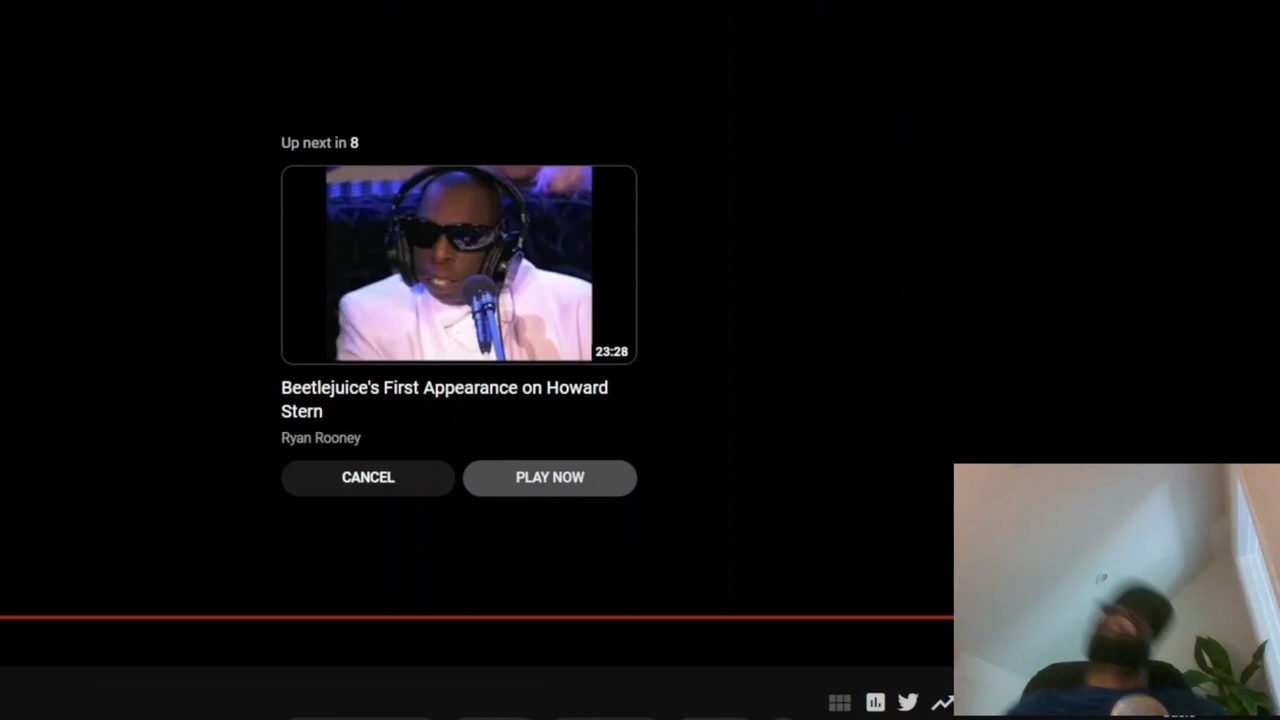 Up next in 8
23:28
Beetlejuice's First Appearance on Howard
Stern
Ryan Rooney
CANCEL
PLAY NOW